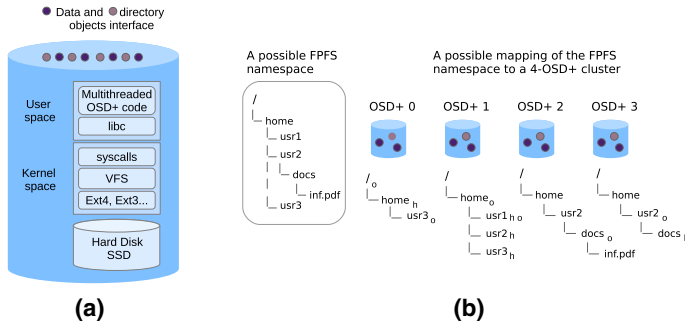 Data and directory
objects interface
User
space
Multithreaded
OSD+ code
libc
Kernel
space
syscalls
VFS
Ext4, Ext3...
Hard Disk
SSD
(a)
A possible FPFS
namespace
/
home
usr1
usr2
docs
inf.pdf
usr3
A possible mapping of the FPFS
namespace to a 4-OSD+ cluster
OSD+ 0
/o
home h
usr3 o
OSD+ 1
/
home o
usr1 h o
usr2 h
usr3 h
OSD+ 2
/
home
usr2
docs o
inf.pdf
OSD+ 3
/
home
usr2 o
docs
(b)